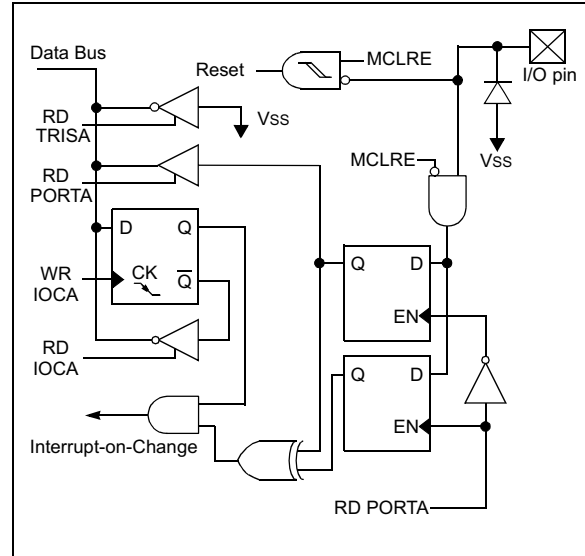 Data Bus
MCLRE
Reset
I/O pin
RD
TRISA
VSS
VSS
RD
PORTA
MCLRE
D
Q
WR
IOCA
CK
Q
Q
D
EN
RD
IOCA
Q
D
EN
Interrupt-on-Change
RD PORTA